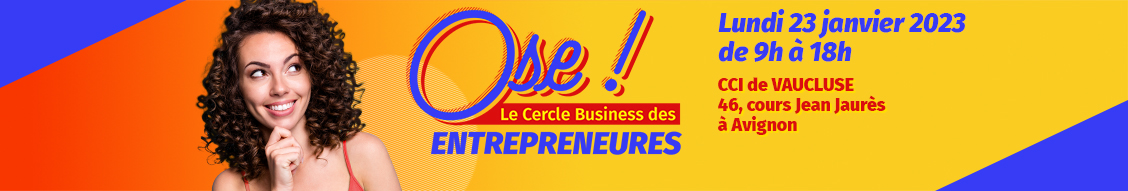 Ose !
Le Cercle Business des
ENTREPRENEURES
Lundi 23 janvier 2023
de 9h à 18h
CCI de VAUCLUSE
46, cours Jean Jaurès
à Avignon